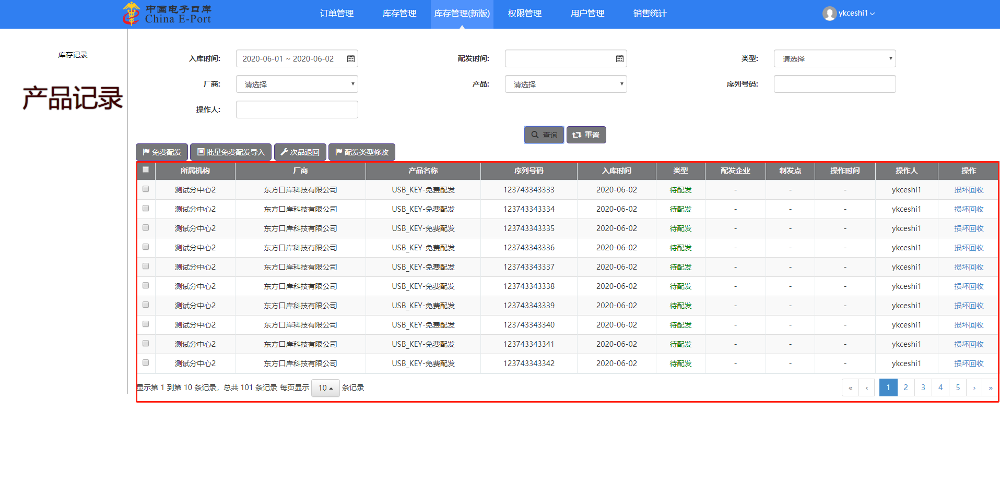 中国电子口岸
China E-Port
订单管理 库存管理 库存管理(新版) 权限管理 用户管理 销售统计 ykceshi1
库存记录
产品记录
入库时间: 2020-06-01 ~ 2020-06-02 配发时间: 类型: 请选择
厂商: 请选择 产品: 请选择 序列号码:
操作人:
查询 重置
免费配发 批量免费配发导入 次品退回 配发类型修改
所属机构 厂商 产品名称 序列号码 入库时间 类型 配发企业 制发点 操作时间 操作人 操作
测试分中心2 东方口岸科技有限公司 USB_KEY-免费配发 123743343333 2020-06-02 待配发 - - - ykceshi1 损坏回收
测试分中心2 东方口岸科技有限公司 USB_KEY-免费配发 123743343334 2020-06-02 待配发 - - - ykceshi1 损坏回收
测试分中心2 东方口岸科技有限公司 USB_KEY-免费配发 123743343335 2020-06-02 待配发 - - - ykceshi1 损坏回收
测试分中心2 东方口岸科技有限公司 USB_KEY-免费配发 123743343336 2020-06-02 待配发 - - - ykceshi1 损坏回收
测试分中心2 东方口岸科技有限公司 USB_KEY-免费配发 123743343337 2020-06-02 待配发 - - - ykceshi1 损坏回收
测试分中心2 东方口岸科技有限公司 USB_KEY-免费配发 123743343338 2020-06-02 待配发 - - - ykceshi1 损坏回收
测试分中心2 东方口岸科技有限公司 USB_KEY-免费配发 123743343339 2020-06-02 待配发 - - - ykceshi1 损坏回收
测试分中心2 东方口岸科技有限公司 USB_KEY-免费配发 123743343340 2020-06-02 待配发 - - - ykceshi1 损坏回收
测试分中心2 东方口岸科技有限公司 USB_KEY-免费配发 123743343341 2020-06-02 待配发 - - - ykceshi1 损坏回收
测试分中心2 东方口岸科技有限公司 USB_KEY-免费配发 123743343342 2020-06-02 待配发 - - - ykceshi1 损坏回收
显示第 1 到第 10 条记录，总共 101 条记录 每页显示 10 条记录 « ‹ 1 2 3 4 5 › »